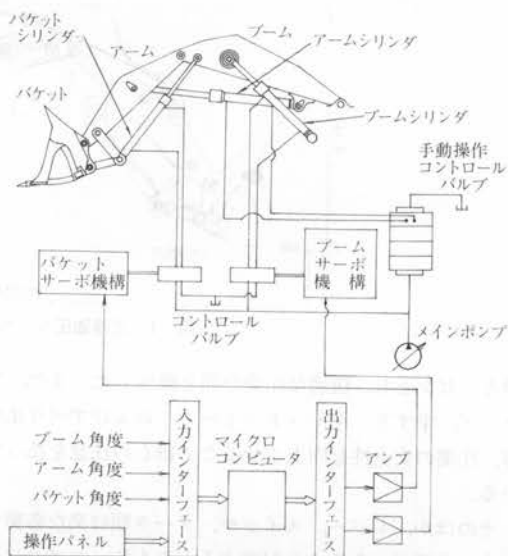 バケット
シリンダ
アーム
ブーム
アームシリンダ
バケット
ブームシリンダ
手動操作
コントロール
バルブ
バケット
サーボ機構
ブーム
サーボ
機構
コントロール
バルブ
メインポンプ
ブーム角度
アーム角度
バケット角度
操作パネル
入力インターフェース
マイクロ
コンピュータ
出力インターフェース
アンプ